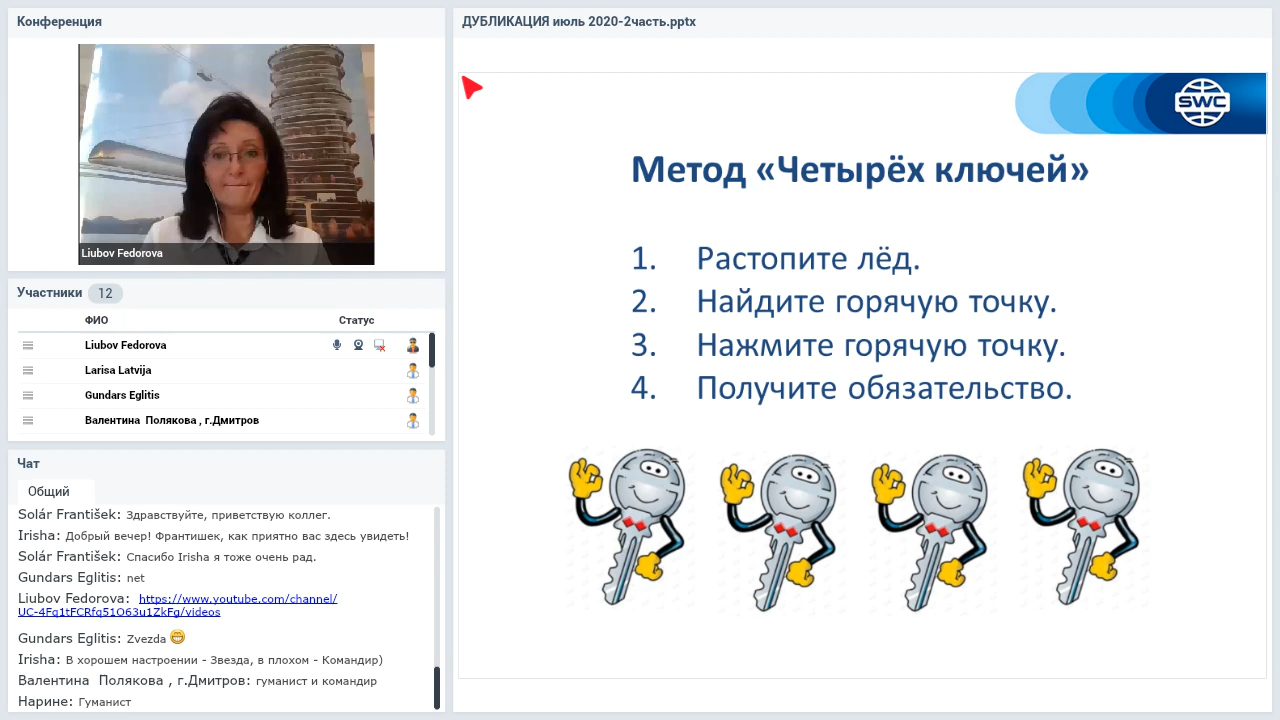 Конференция
Liubov Fedorova
Участники 12
ФИО Статус
Liubov Fedorova
Larisa Latvija
Gundars Eglitis
Валентина Полякова , г.Дмитров
Чат
Общий
Solár František: Здравствуйте, приветствую коллег.
Irisha: Добрый вечер! Франтишек, как приятно вас здесь увидеть!
Solár František: Спасибо Irisha я тоже очень рад.
Gundars Eglitis: net
Liubov Fedorova: https://www.youtube.com/channel/
UC-4Fq1tFCRfq51O63u1ZkFg/videos
Gundars Eglitis: Zvezda
Irisha: В хорошем настроении - Звезда, в плохом - Командир)
Валентина Полякова , г.Дмитров: гуманист и командир
Нарине: Гуманист
ДУБЛИКАЦИЯ июль 2020-2часть.pptx
SWC
Метод «Четырёх ключей»
1. Растопите лёд.
2. Найдите горячую точку.
3. Нажмите горячую точку.
4. Получите обязательство.